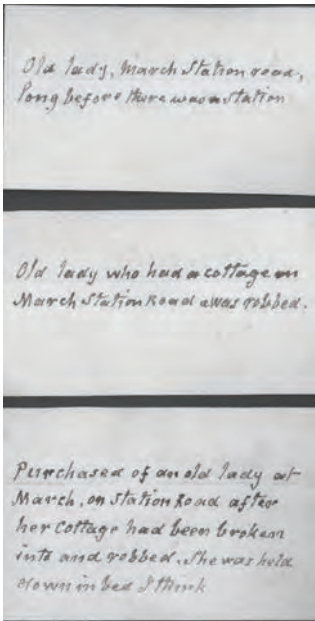 Old lady, March Station road,
long before there was a station
Old lady who had a cottage on
March Station Road & was robbed.
Purchased of an old lady at
March, on Station Road after
her cottage had been broken
into and robbed. She was held
down in bed I think